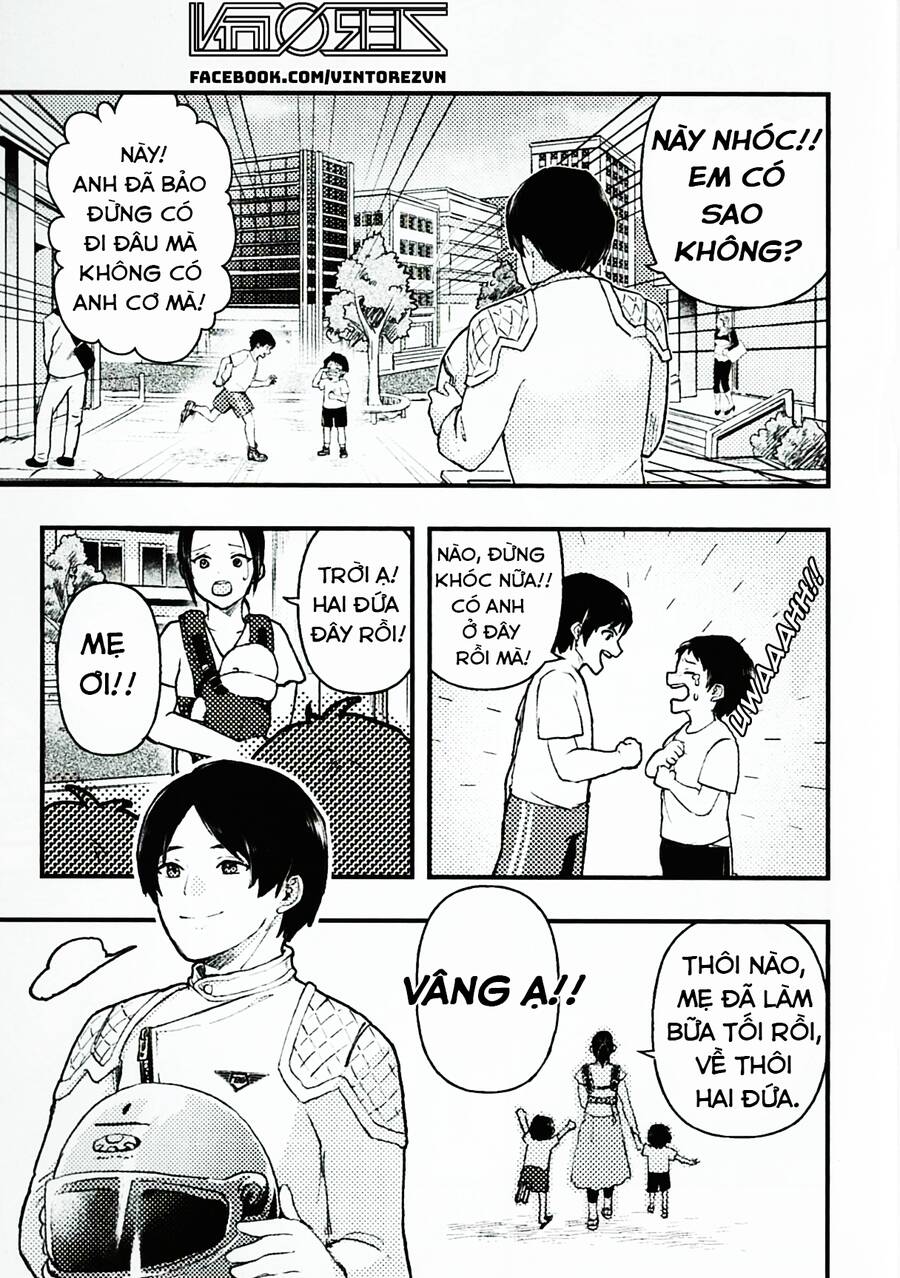 VINTOREZ
FACEBOOK.COM/VINTOREZVN
NÀY NHÓC!!
EM CÓ
SAO
KHÔNG?
NÀY!
ANH ĐÃ BẢO
ĐỪNG CÓ
ĐI ĐÂU MÀ
KHÔNG CÓ
ANH CƠ MÀ!
NÀO, ĐỪNG
KHÓC NỮA!!
CÓ ANH
Ở ĐÂY
RỒI MÀ!
UWAAAHH!!
TRỜI Ạ!
HAI ĐỨA
ĐÂY RỒI!
MẸ
ƠI!!
THÔI NÀO,
MẸ ĐÃ LÀM
BỮA TỐI RỒI,
VỀ THÔI
HAI ĐỨA.
VÂNG Ạ!!